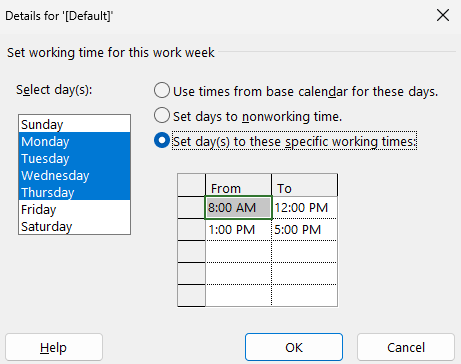 Details for '[Default]'
Set working time for this work week
Select day(s):
Sunday
Monday
Tuesday
Wednesday
Thursday
Friday
Saturday
Use times from base calendar for these days.
Set days to nonworking time.
Set day(s) to these specific working times:
From To
8:00 AM 12:00 PM
1:00 PM 5:00 PM
Help OK Cancel